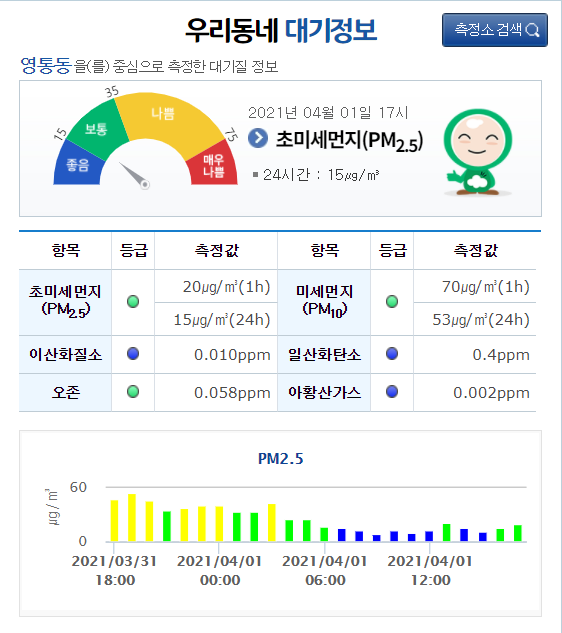 우리동네 대기정보
측정소 검색
영통동 을(를) 중심으로 측정한 대기질 정보
15
35
75
좋음
보통
나쁨
매우
나쁨
2021년 04월 01일 17시
초미세먼지(PM2.5)
24시간 : 15㎍/㎥
항목 등급 측정값 항목 등급 측정값
초미세먼지
(PM2.5)
20㎍/㎥(1h)
15㎍/㎥(24h)
미세먼지
(PM10)
70㎍/㎥(1h)
53㎍/㎥(24h)
이산화질소 0.010ppm 일산화탄소 0.4ppm
오존 0.058ppm 아황산가스 0.002ppm
PM2.5
㎍/㎥
60
0
2021/03/31 2021/04/01 2021/04/01 2021/04/01
18:00 00:00 06:00 12:00